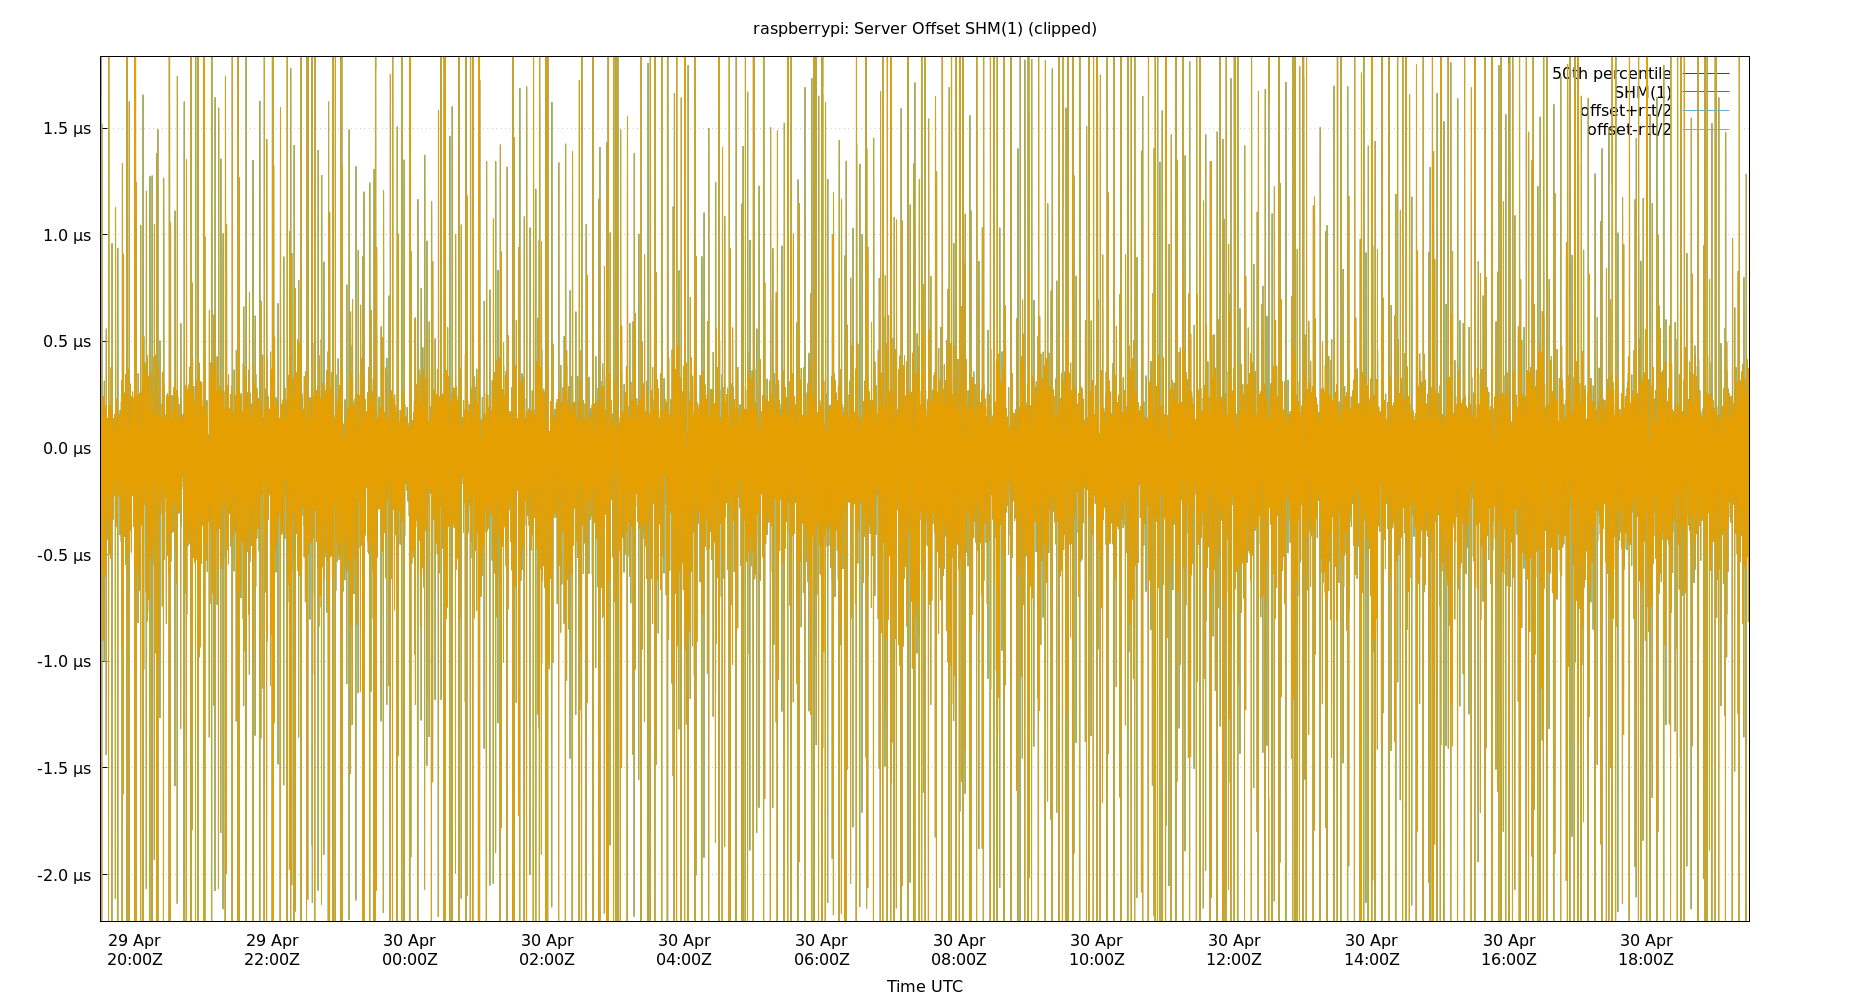 raspberrypi: Server Offset SHM(1) (clipped)
50th percentile
SHM(1)
offset+rtt/2
offset-rtt/2
1.5 µs
1.0 µs
0.5 µs
0.0 µs
-0.5 µs
-1.0 µs
-1.5 µs
-2.0 µs
29 Apr 29 Apr 30 Apr 30 Apr 30 Apr 30 Apr 30 Apr 30 Apr 30 Apr 30 Apr 30 Apr 30 Apr
20:00Z 22:00Z 00:00Z 02:00Z 04:00Z 06:00Z 08:00Z 10:00Z 12:00Z 14:00Z 16:00Z 18:00Z
Time UTC